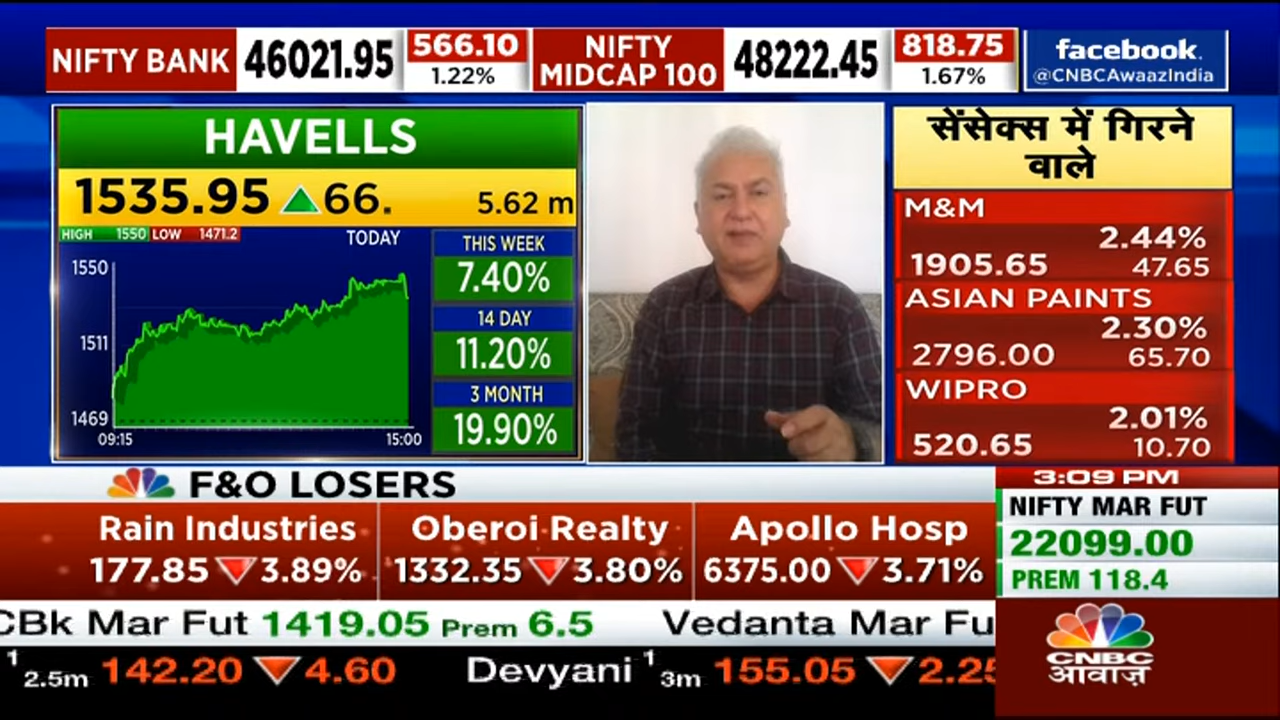 NIFTY BANK 46021.95 566.10 1.22%
NIFTY MIDCAP 100 48222.45 818.75 1.67%
facebook.
@CNBCAwaazIndia
HAVELLS
1535.95 66. 5.62 m
HIGH 1550 LOW 1471.2
TODAY
1550
1511
1469
09:15 15:00
THIS WEEK
7.40%
14 DAY
11.20%
3 MONTH
19.90%
सेंसेक्स में गिरने
वाले
M&M
2.44%
1905.65 47.65
ASIAN PAINTS
2.30%
2796.00 65.70
WIPRO
2.01%
520.65 10.70
F&O LOSERS
Rain Industries
177.85 3.89%
Oberoi Realty
1332.35 3.80%
Apollo Hosp
6375.00 3.71%
3:09 PM
NIFTY MAR FUT
22099.00
PREM 118.4
CBk Mar Fut 1419.05 Prem 6.5 Vedanta Mar Fu
1 2.5m 142.20 4.60 Devyani 1 3m 155.05 2.25
CNBC
आवाज़